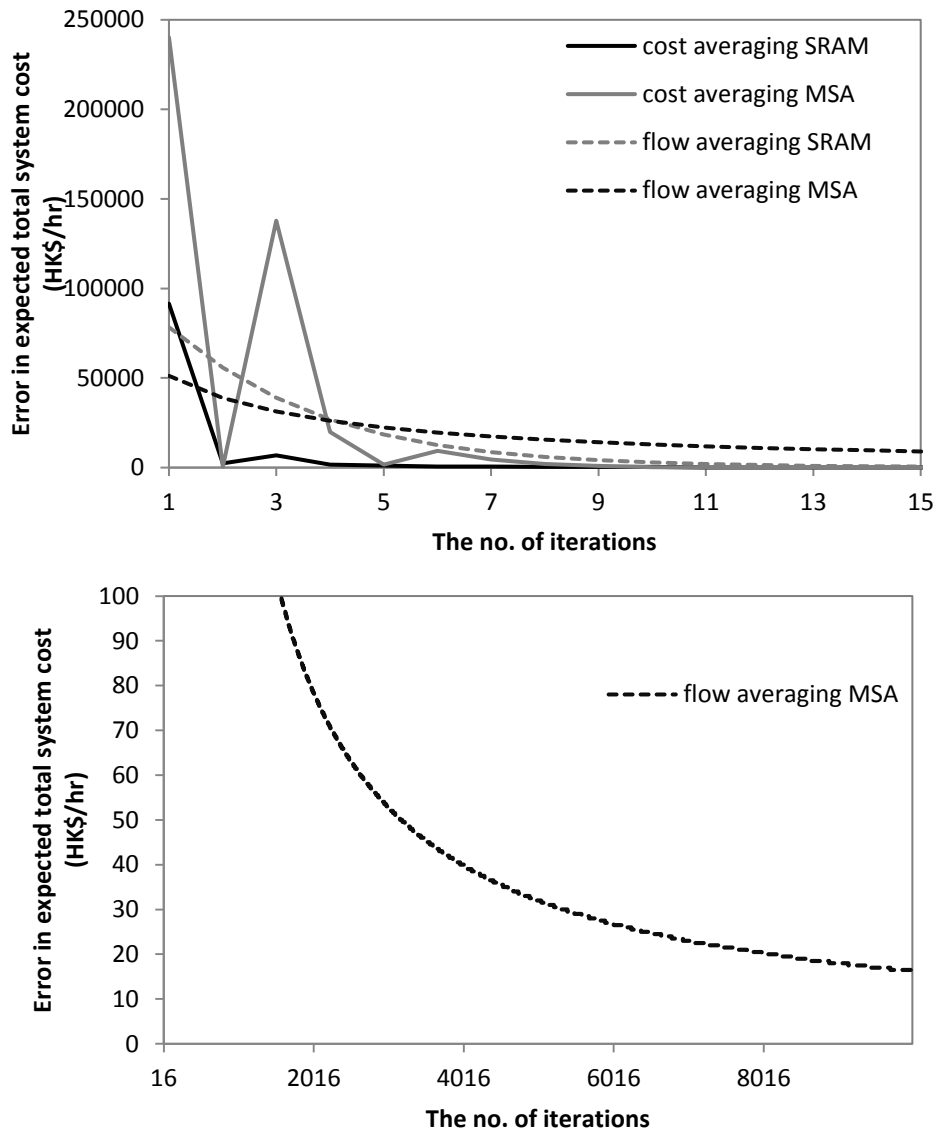 250000
200000
150000
100000
50000
0
Error in expected total system cost
(HK$/hr)
cost averaging SRAM
cost averaging MSA
flow averaging SRAM
flow averaging MSA
1 3 5 7 9 11 13 15
The no. of iterations
100
90
80
70
60
50
40
30
20
10
0
Error in expected total system cost
(HK$/hr)
flow averaging MSA
16 2016 4016 6016 8016
The no. of iterations